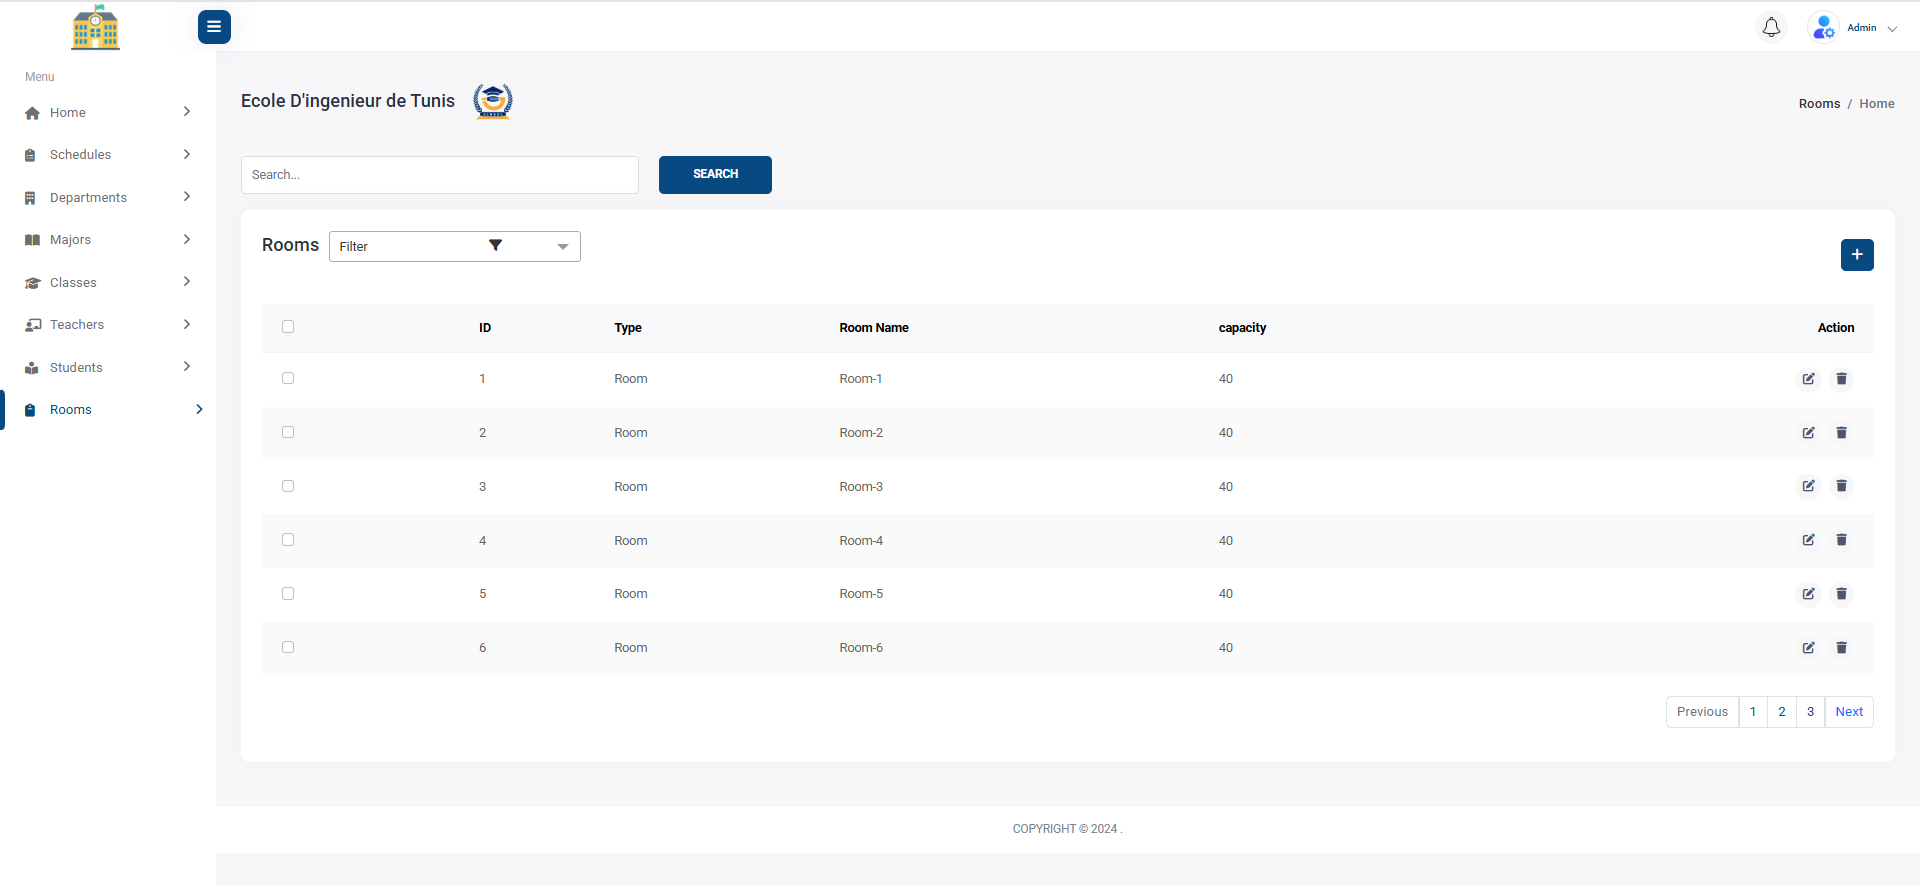 Admin
Menu
Home
Schedules
Departments
Majors
Classes
Teachers
Students
Rooms
Ecole D'ingenieur de Tunis
SCHOOL
Rooms / Home
Search...
SEARCH
Rooms
Filter
+
ID Type Room Name capacity Action
1 Room Room-1 40
2 Room Room-2 40
3 Room Room-3 40
4 Room Room-4 40
5 Room Room-5 40
6 Room Room-6 40
Previous 1 2 3 Next
COPYRIGHT © 2024 .